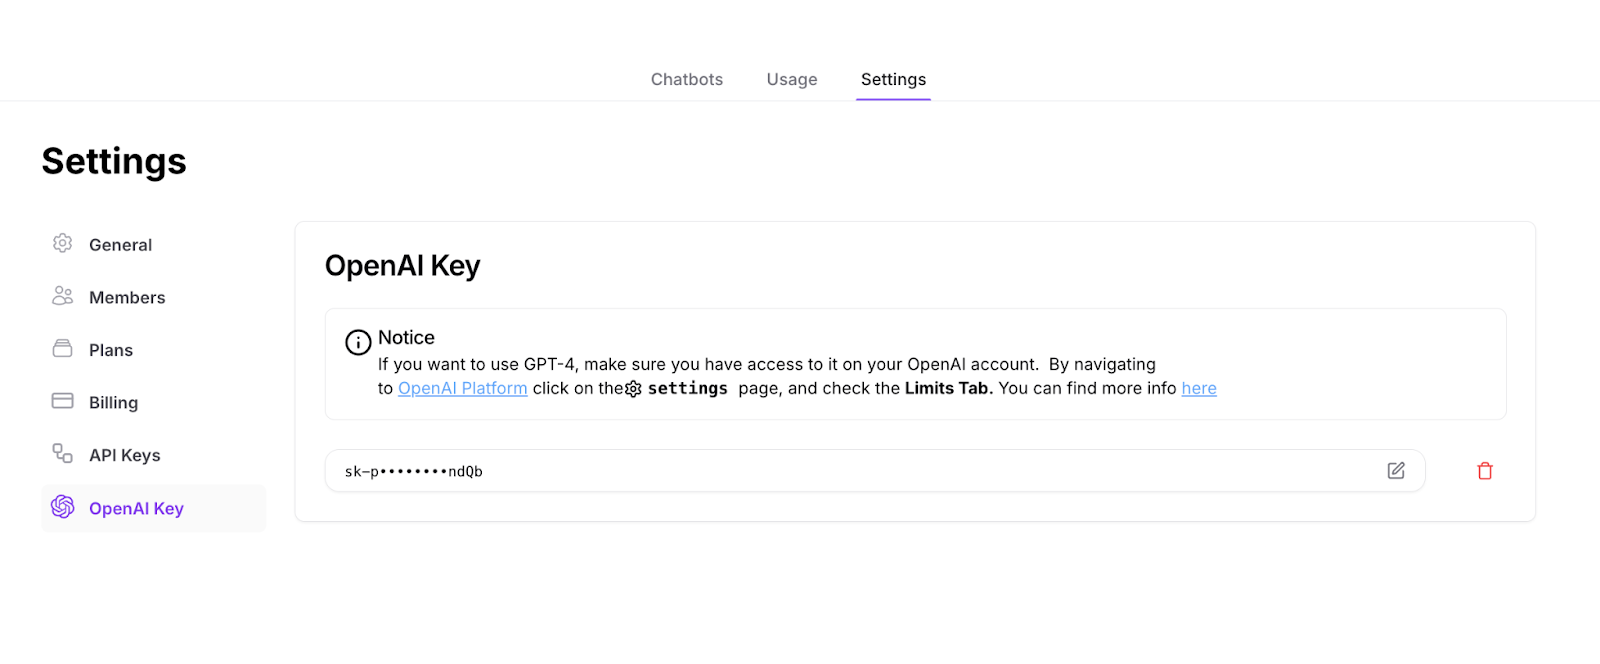 Chatbots Usage Settings
Settings
General
Members
Plans
Billing
API Keys
OpenAI Key
OpenAI Key
Notice
If you want to use GPT-4, make sure you have access to it on your OpenAI account. By navigating
to OpenAI Platform click on the settings page, and check the Limits Tab. You can find more info here
sk-p••••••••ndQb